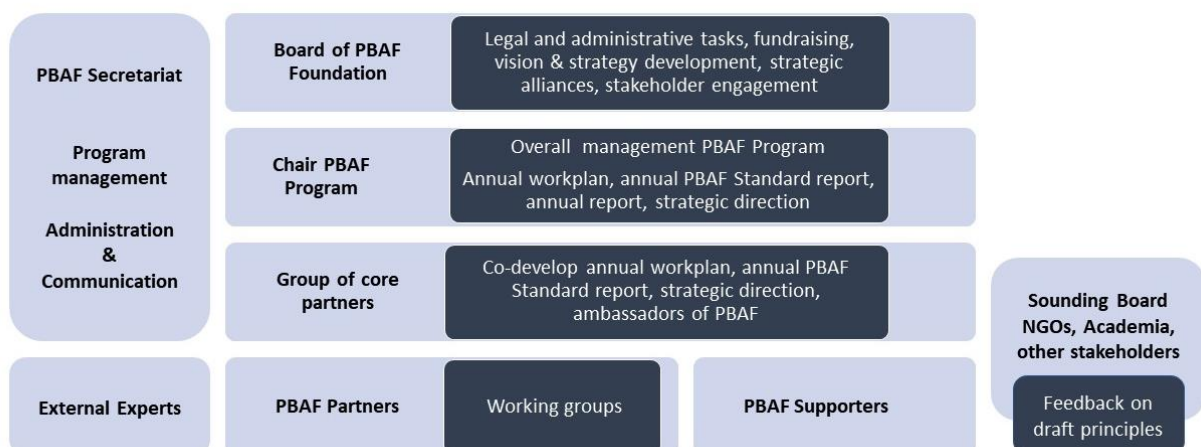 PBAF Secretariat
Program
management
Administration
&
Communication
Board of PBAF
Foundation
Legal and administrative tasks, fundraising,
vision & strategy development, strategic
alliances, stakeholder engagement
Chair PBAF
Program
Overall management PBAF Program
Annual workplan, annual PBAF Standard report,
annual report, strategic direction
Group of core
partners
Co-develop annual workplan, annual PBAF
Standard report, strategic direction,
ambassadors of PBAF
Sounding Board
NGOs, Academia,
other stakeholders
Feedback on
draft principles
External Experts
PBAF Partners
Working groups
PBAF Supporters